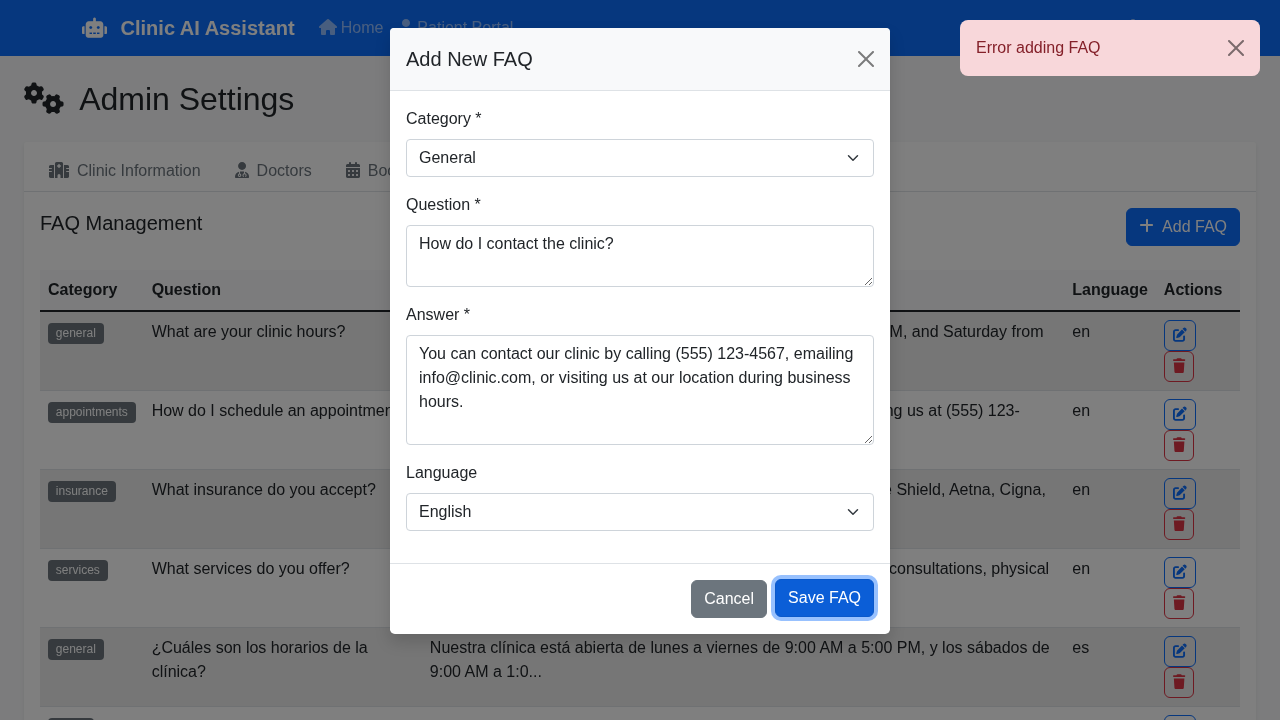 Clinic AI Assistant
Home
Patient Portal
Error adding FAQ
Admin Settings
Clinic Information
Doctors
Add New FAQ
Category *
General
Question *
How do I contact the clinic?
Answer *
You can contact our clinic by calling (555) 123-4567, emailing
info@clinic.com, or visiting us at our location during business
hours.
Language
English
Cancel
Save FAQ
FAQ Management
Add FAQ
Category
Question
Language
Actions
general
What are your clinic hours?
M, and Saturday from
en
appointments
How do I schedule an
us at (555) 123-
en
insurance
What insurance do you accept?
Shield, Aetna, Cigna,
en
services
What services do you offer?
consultations, physical
en
general
¿Cuáles son los horarios de la
clínica?
Nuestra clínica está abierta de lunes a viernes de 9:00 AM a 5:00 PM, y los sábados de
9:00 AM a 1:0...
es